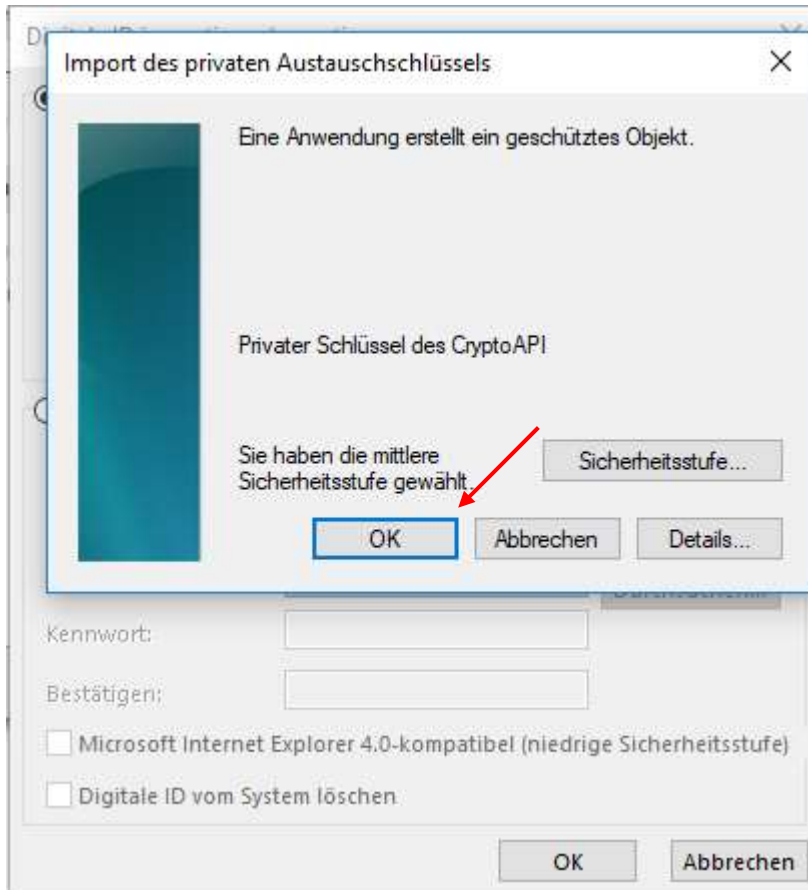 Import des privaten Austauschschlüssels
Eine Anwendung erstellt ein geschütztes Objekt.
Privater Schlüssel des CryptoAPI
Sie haben die mittlere
Sicherheitsstufe gewählt.
Sicherheitsstufe...
OK
Abbrechen
Details...
Kennwort:
Bestätigen:
Microsoft Internet Explorer 4.0-kompatibel (niedrige Sicherheitsstufe)
Digitale ID vom System löschen
OK
Abbrechen